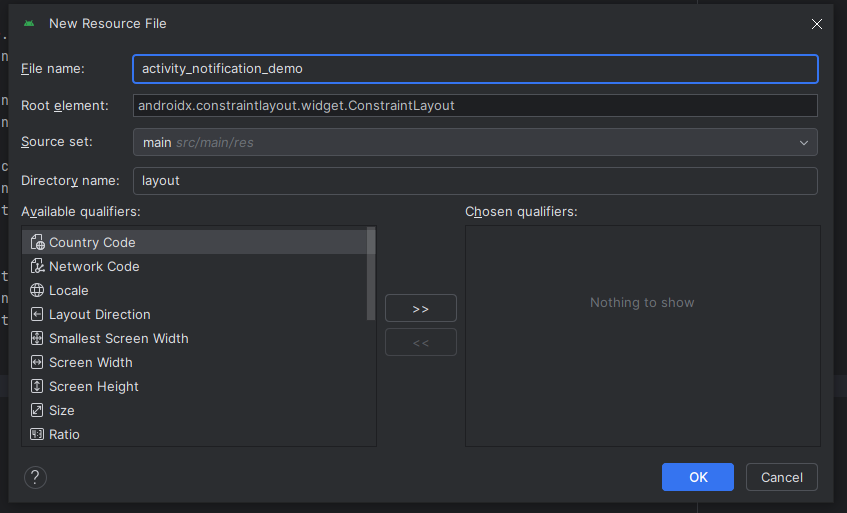 New Resource File
File name:
activity_notification_demo
Root element:
androidx.constraintlayout.widget.ConstraintLayout
Source set:
main src/main/res
Directory name:
layout
Available qualifiers:
Chosen qualifiers:
Country Code
Network Code
Locale
Layout Direction
Smallest Screen Width
Screen Width
Screen Height
Size
Ratio
>>
<<
Nothing to show
?
OK
Cancel